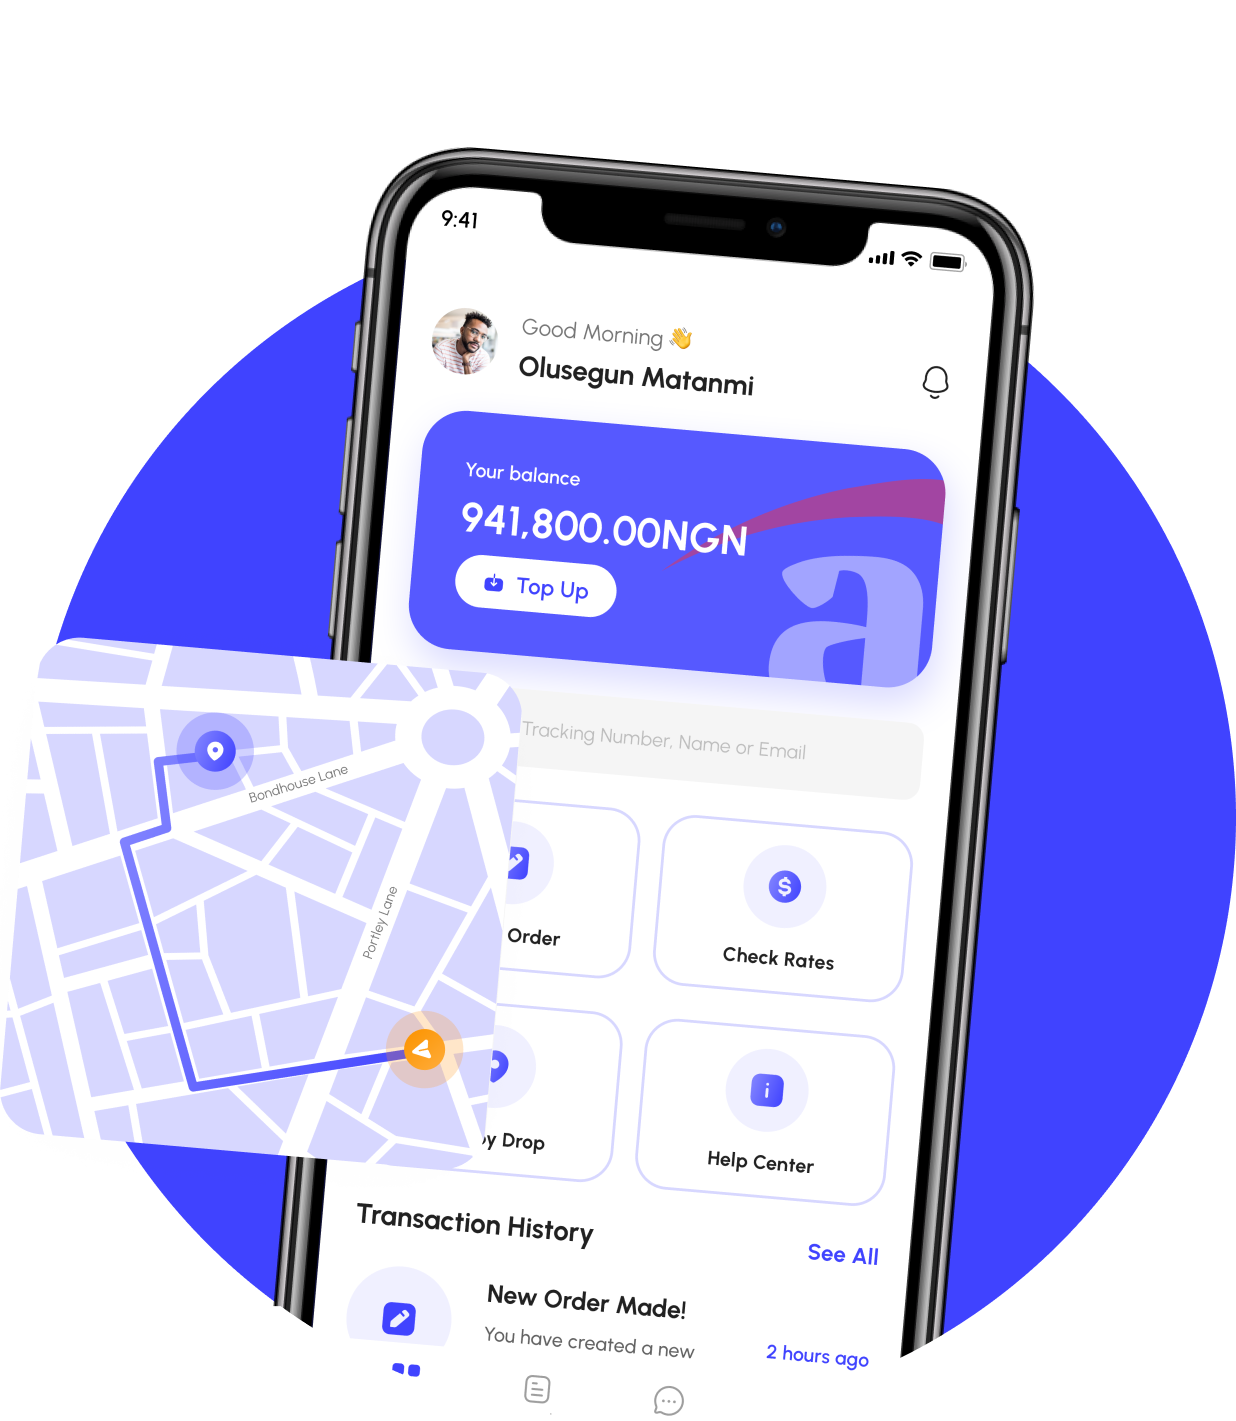 9:41
Good Morning 👋
Olusegun Matanmi
Your balance
941,800.00NGN
Top Up
a
Tracking Number, Name or Email
Bondhouse Lane
Portley Lane
Order
$
Check Rates
Drop
i
Help Center
Transaction History
See All
New Order Made!
You have created a new
2 hours ago